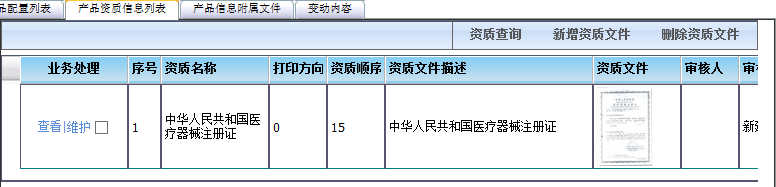 品配置列表 产品资质信息列表 产品信息附属文件 变动内容
资质查询 新增资质文件 删除资质文件
业务处理 序号 资质名称 打印方向 资质顺序 资质文件描述 资质文件 审核人 审
查看|维护 1 中华人民共和国医疗器械注册证 0 15 中华人民共和国医疗器械注册证 新